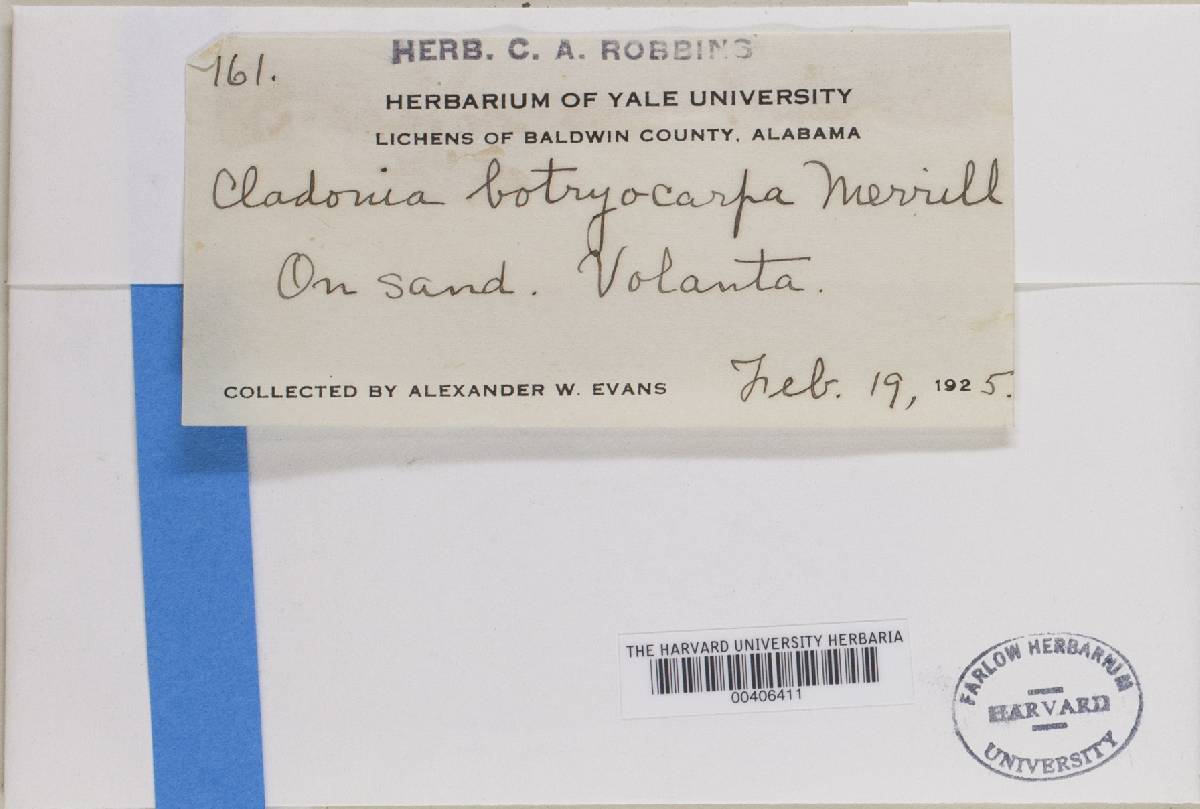 161.
HERB. C. A. ROBBINS
HERBARIUM OF YALE UNIVERSITY
LICHENS OF BALDWIN COUNTY, ALABAMA
Cladonia botryocarpa Merrill
On sand. Volanta.
COLLECTED BY ALEXANDER W. EVANS Feb. 19, 1925.
THE HARVARD UNIVERSITY HERBARIA
00406411
FARLOW HERBARIUM
HARVARD
UNIVERSITY